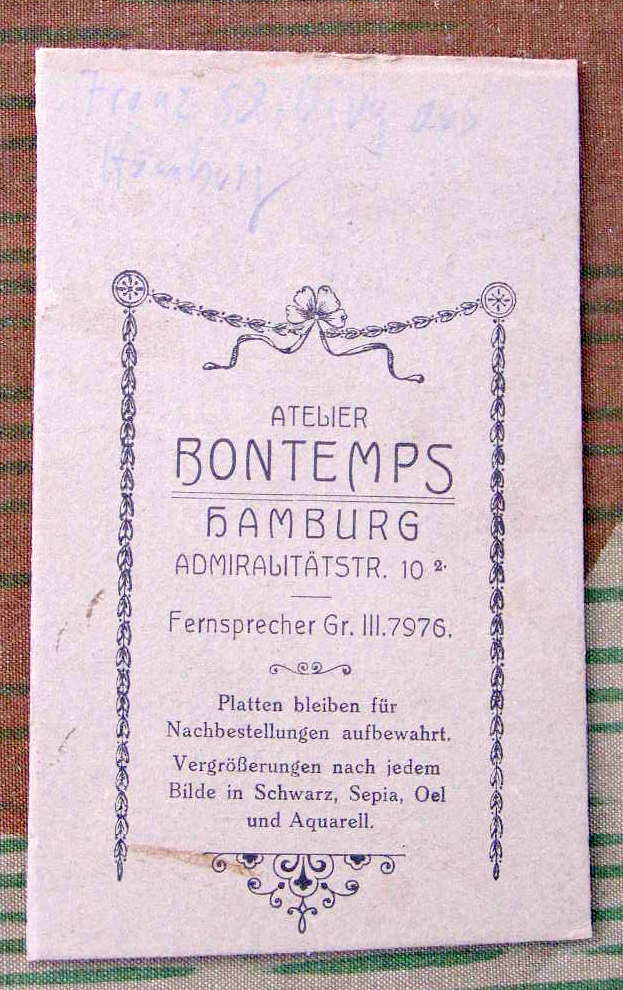 Franz
Hamburg
ATELIER
BONTEMPS
HAMBURG
ADMIRALITÄTSTR. 10 2.
Fernsprecher Gr. III.7976.
Platten bleiben für
Nachbestellungen aufbewahrt.
Vergrößerungen nach jedem
Bilde in Schwarz, Sepia, Oel
und Aquarell.